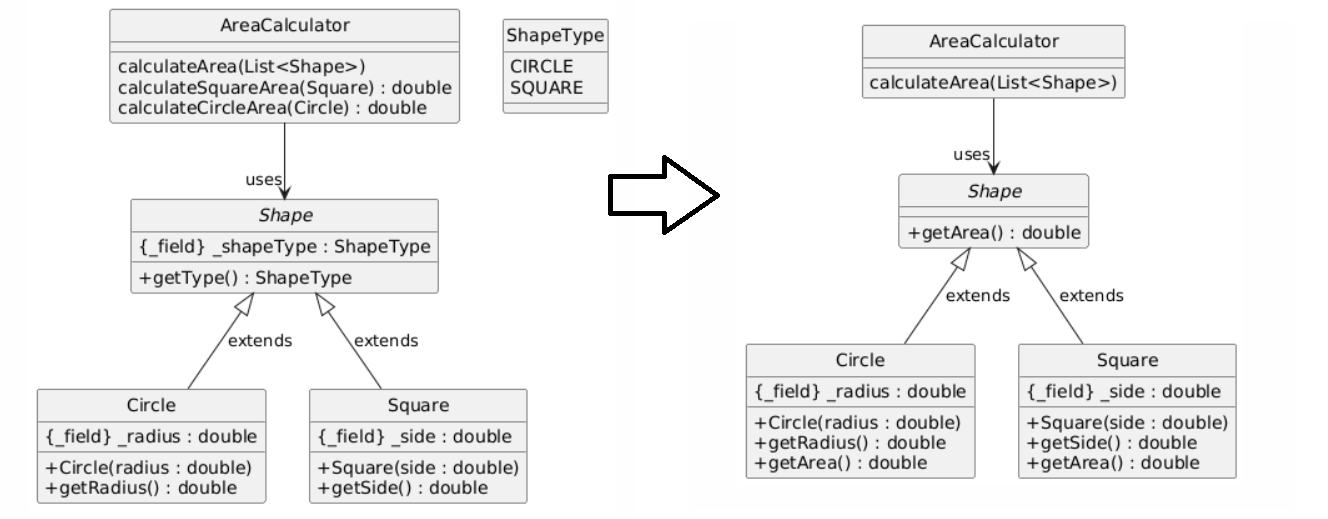 AreaCalculator
calculateArea(List<Shape>)
calculateSquareArea(Square) : double
calculateCircleArea(Circle) : double
ShapeType
CIRCLE
SQUARE
uses
Shape
{_field} _shapeType : ShapeType
+getType() : ShapeType
extends
extends
Circle
{_field} _radius : double
+Circle(radius : double)
+getRadius() : double
Square
{_field} _side : double
+Square(side : double)
+getSide() : double
AreaCalculator
calculateArea(List<Shape>)
uses
Shape
+getArea() : double
extends
extends
Circle
{_field} _radius : double
+Circle(radius : double)
+getRadius() : double
+getArea() : double
Square
{_field} _side : double
+Square(side : double)
+getSide() : double
+getArea() : double